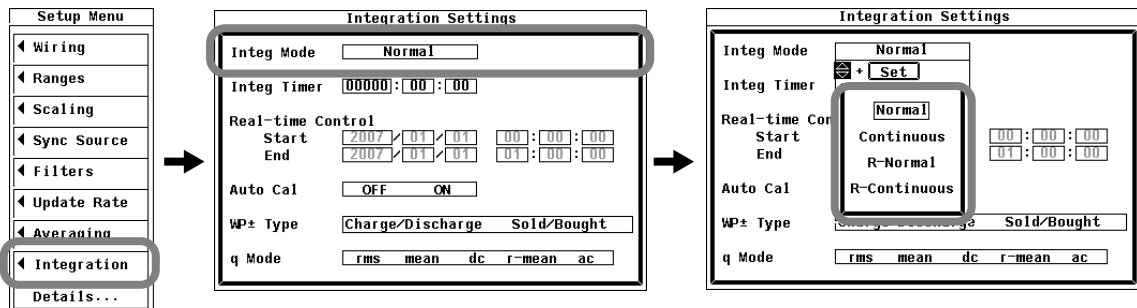 Setup Menu
Wiring
Ranges
Scaling
Sync Source
Filters
Update Rate
Averaging
Integration
Details...
Integration Settings
Integ Mode Normal
Integ Timer 00000 : 00 : 00
Real-time Control
Start 2007 / 01 / 01 00 : 00 : 00
End 2007 / 01 / 01 01 : 00 : 00
Auto Cal OFF ON
WP± Type Charge/Discharge Sold/Bought
q Mode rms mean dc r-mean ac
Integration Settings
Integ Mode Normal
+ Set
Integ Timer
Normal
Continuous
R-Normal
R-Continuous
Real-time Con
Start 00 : 00 : 00
End 01 : 00 : 00
Auto Cal
WP± Type Charge/Discharge Sold/Bought
q Mode rms mean dc r-mean ac